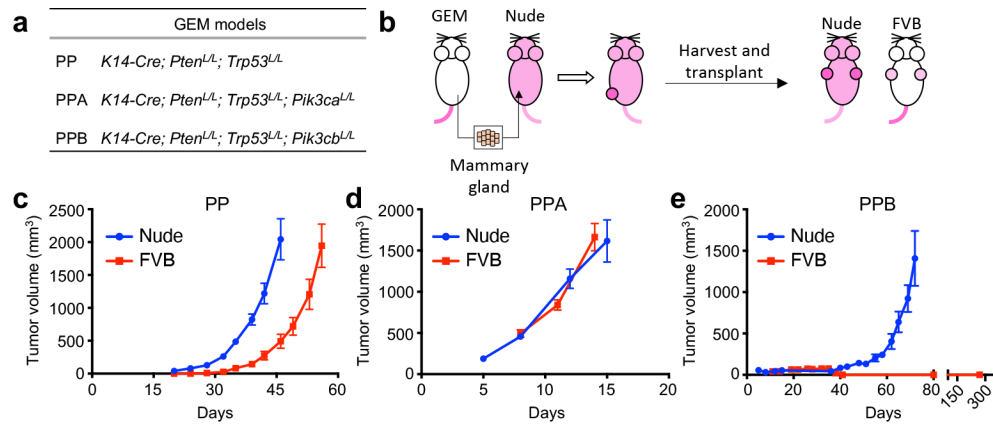 a
GEM models
PP K14-Cre; Pten^L/L; Trp53^L/L
PPA K14-Cre; Pten^L/L; Trp53^L/L; Pik3ca^L/L
PPB K14-Cre; Pten^L/L; Trp53^L/L; Pik3cb^L/L
b
GEM Nude
Mammary
gland
Harvest and
transplant
Nude FVB
c
PP
Tumor volume (mm³)
2500
2000
1500
1000
500
0
Nude
FVB
0 15 30 45 60
Days
d
PPA
Tumor volume (mm³)
2000
1500
1000
500
0
Nude
FVB
0 5 10 15 20
Days
e
PPB
Tumor volume (mm³)
2000
1500
1000
500
0
Nude
FVB
0 20 40 60 80 150 300
Days